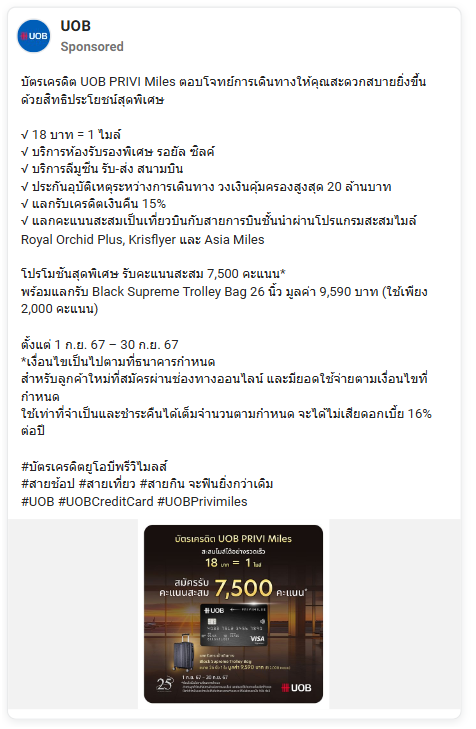 UOB
UOB
Sponsored
บัตรเครดิต UOB PRIVI Miles ตอบโจทย์การเดินทางให้คุณสะดวกสบายยิ่งขึ้น
ด้วยสิทธิประโยชน์สุดพิเศษ
√ 18 บาท = 1 ไมล์
√ บริการห้องรับรองพิเศษ รอยัล ซิลค์
√ บริการลีมูซีน รับ-ส่ง สนามบิน
√ ประกันอุบัติเหตุระหว่างการเดินทาง วงเงินคุ้มครองสูงสุด 20 ล้านบาท
√ แลกรับเครดิตเงินคืน 15%
√ แลกคะแนนสะสมเป็นเที่ยวบินกับสายการบินชั้นนำผ่านโปรแกรมสะสมไมล์
Royal Orchid Plus, Krisflyer และ Asia Miles
โปรโมชันสุดพิเศษ รับคะแนนสะสม 7,500 คะแนน*
พร้อมแลกรับ Black Supreme Trolley Bag 26 นิ้ว มูลค่า 9,590 บาท (ใช้เพียง
2,000 คะแนน)
ตั้งแต่ 1 ก.ย. 67 – 30 ก.ย. 67
*เงื่อนไขเป็นไปตามที่ธนาคารกำหนด
สำหรับลูกค้าใหม่ที่สมัครผ่านช่องทางออนไลน์ และมียอดใช้จ่ายตามเงื่อนไขที่
กำหนด
ใช้เท่าที่จำเป็นและชำระคืนได้เต็มจำนวนตามกำหนด จะได้ไม่เสียดอกเบี้ย 16%
ต่อปี
#บัตรเครดิตยูโอบีพรีวิไมลส์
#สายช้อป #สายเที่ยว #สายกิน จะฟินยิ่งกว่าเดิม
#UOB #UOBCreditCard #UOBPrivimiles
บัตรเครดิต UOB PRIVI Miles
สะสมไมล์ได้อย่างรวดเร็ว
18 บาท = 1 ไมล์
สมัครรับ
คะแนนสะสม 7,500 คะแนน*
UOB
VISA
Black Supreme Trolley Bag
25
1 ก.ย. 67 - 30 ก.ย. 67
UOB